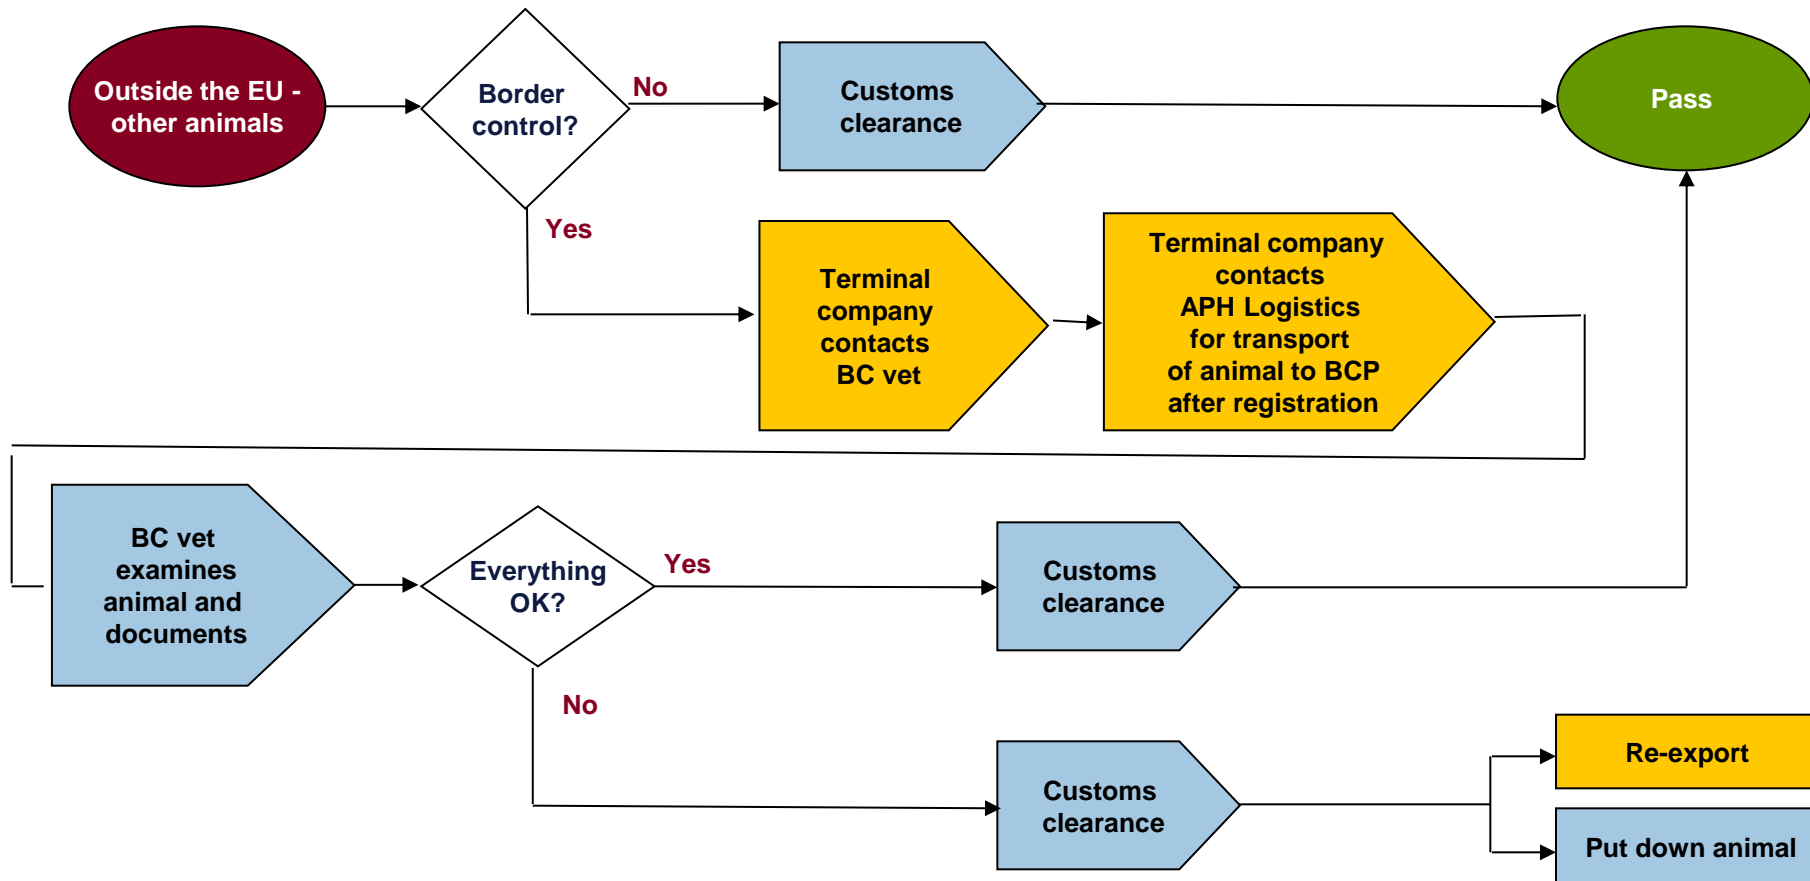 Outside the EU -
other animals
Border
control?
No
Customs
clearance
Pass
Yes
Terminal
company
contacts
BC vet
Terminal company
contacts
APH Logistics
for transport
of animal to BCP
after registration
BC vet
examines
animal and
documents
Everything
OK?
Yes
Customs
clearance
No
Customs
clearance
Re-export
Put down animal